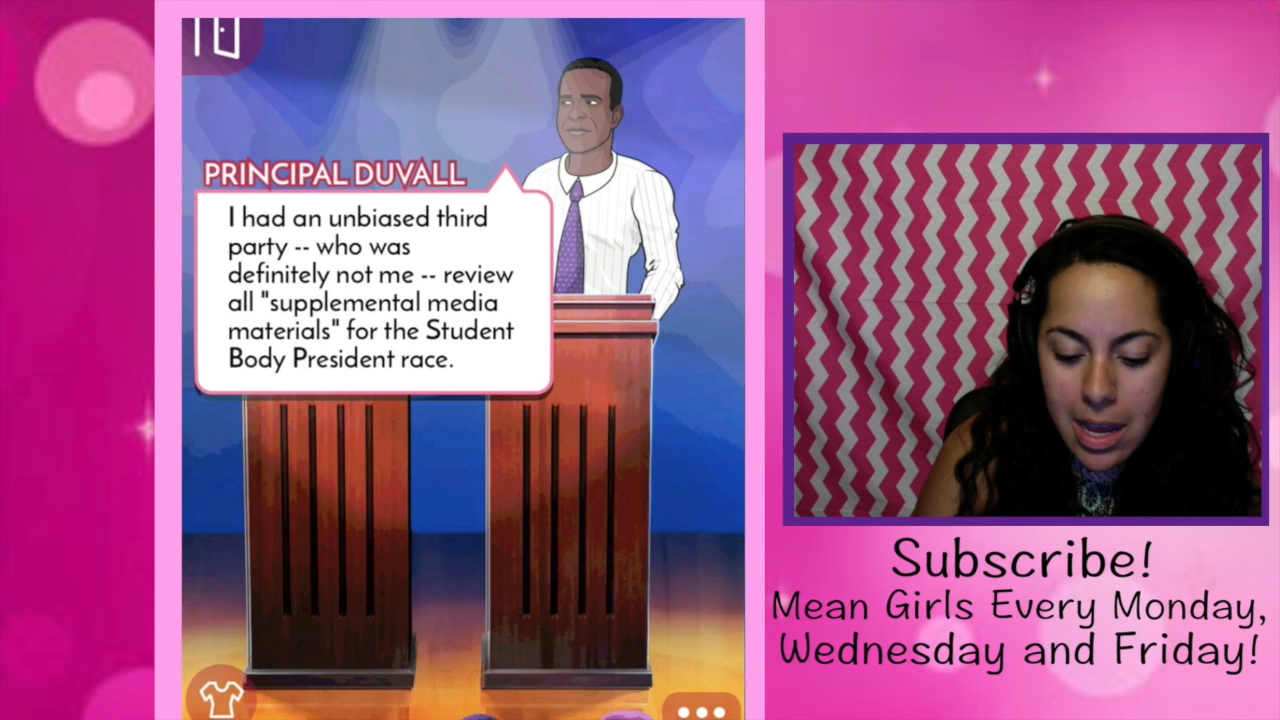 PRINCIPAL DUVALL
I had an unbiased third
party -- who was
definitely not me -- review
all "supplemental media
materials" for the Student
Body President race.
Subscribe!
Mean Girls Every Monday,
Wednesday and Friday!